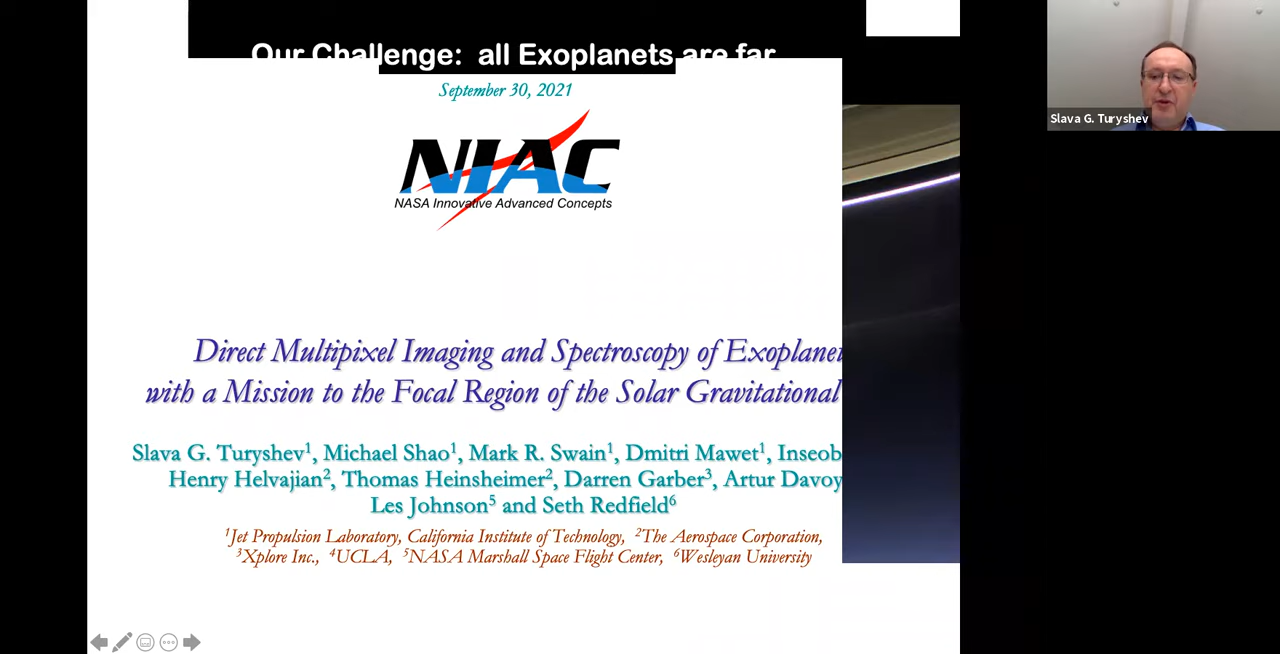 Our Challenge: all Exoplanets are far
September 30, 2021
NIAC
NASA Innovative Advanced Concepts
Direct Multipixel Imaging and Spectroscopy of Exoplane
with a Mission to the Focal Region of the Solar Gravitational
Slava G. Turyshev¹, Michael Shao¹, Mark R. Swain¹, Dmitri Mawet¹, Inseob
Henry Helvajian², Thomas Heinsheimer², Darren Garber³, Artur Davoy
Les Johnson⁵ and Seth Redfield⁶
¹Jet Propulsion Laboratory, California Institute of Technology, ²The Aerospace Corporation,
³Xplore Inc., ⁴UCLA, ⁵NASA Marshall Space Flight Center, ⁶Wesleyan University
Slava G. Turyshev